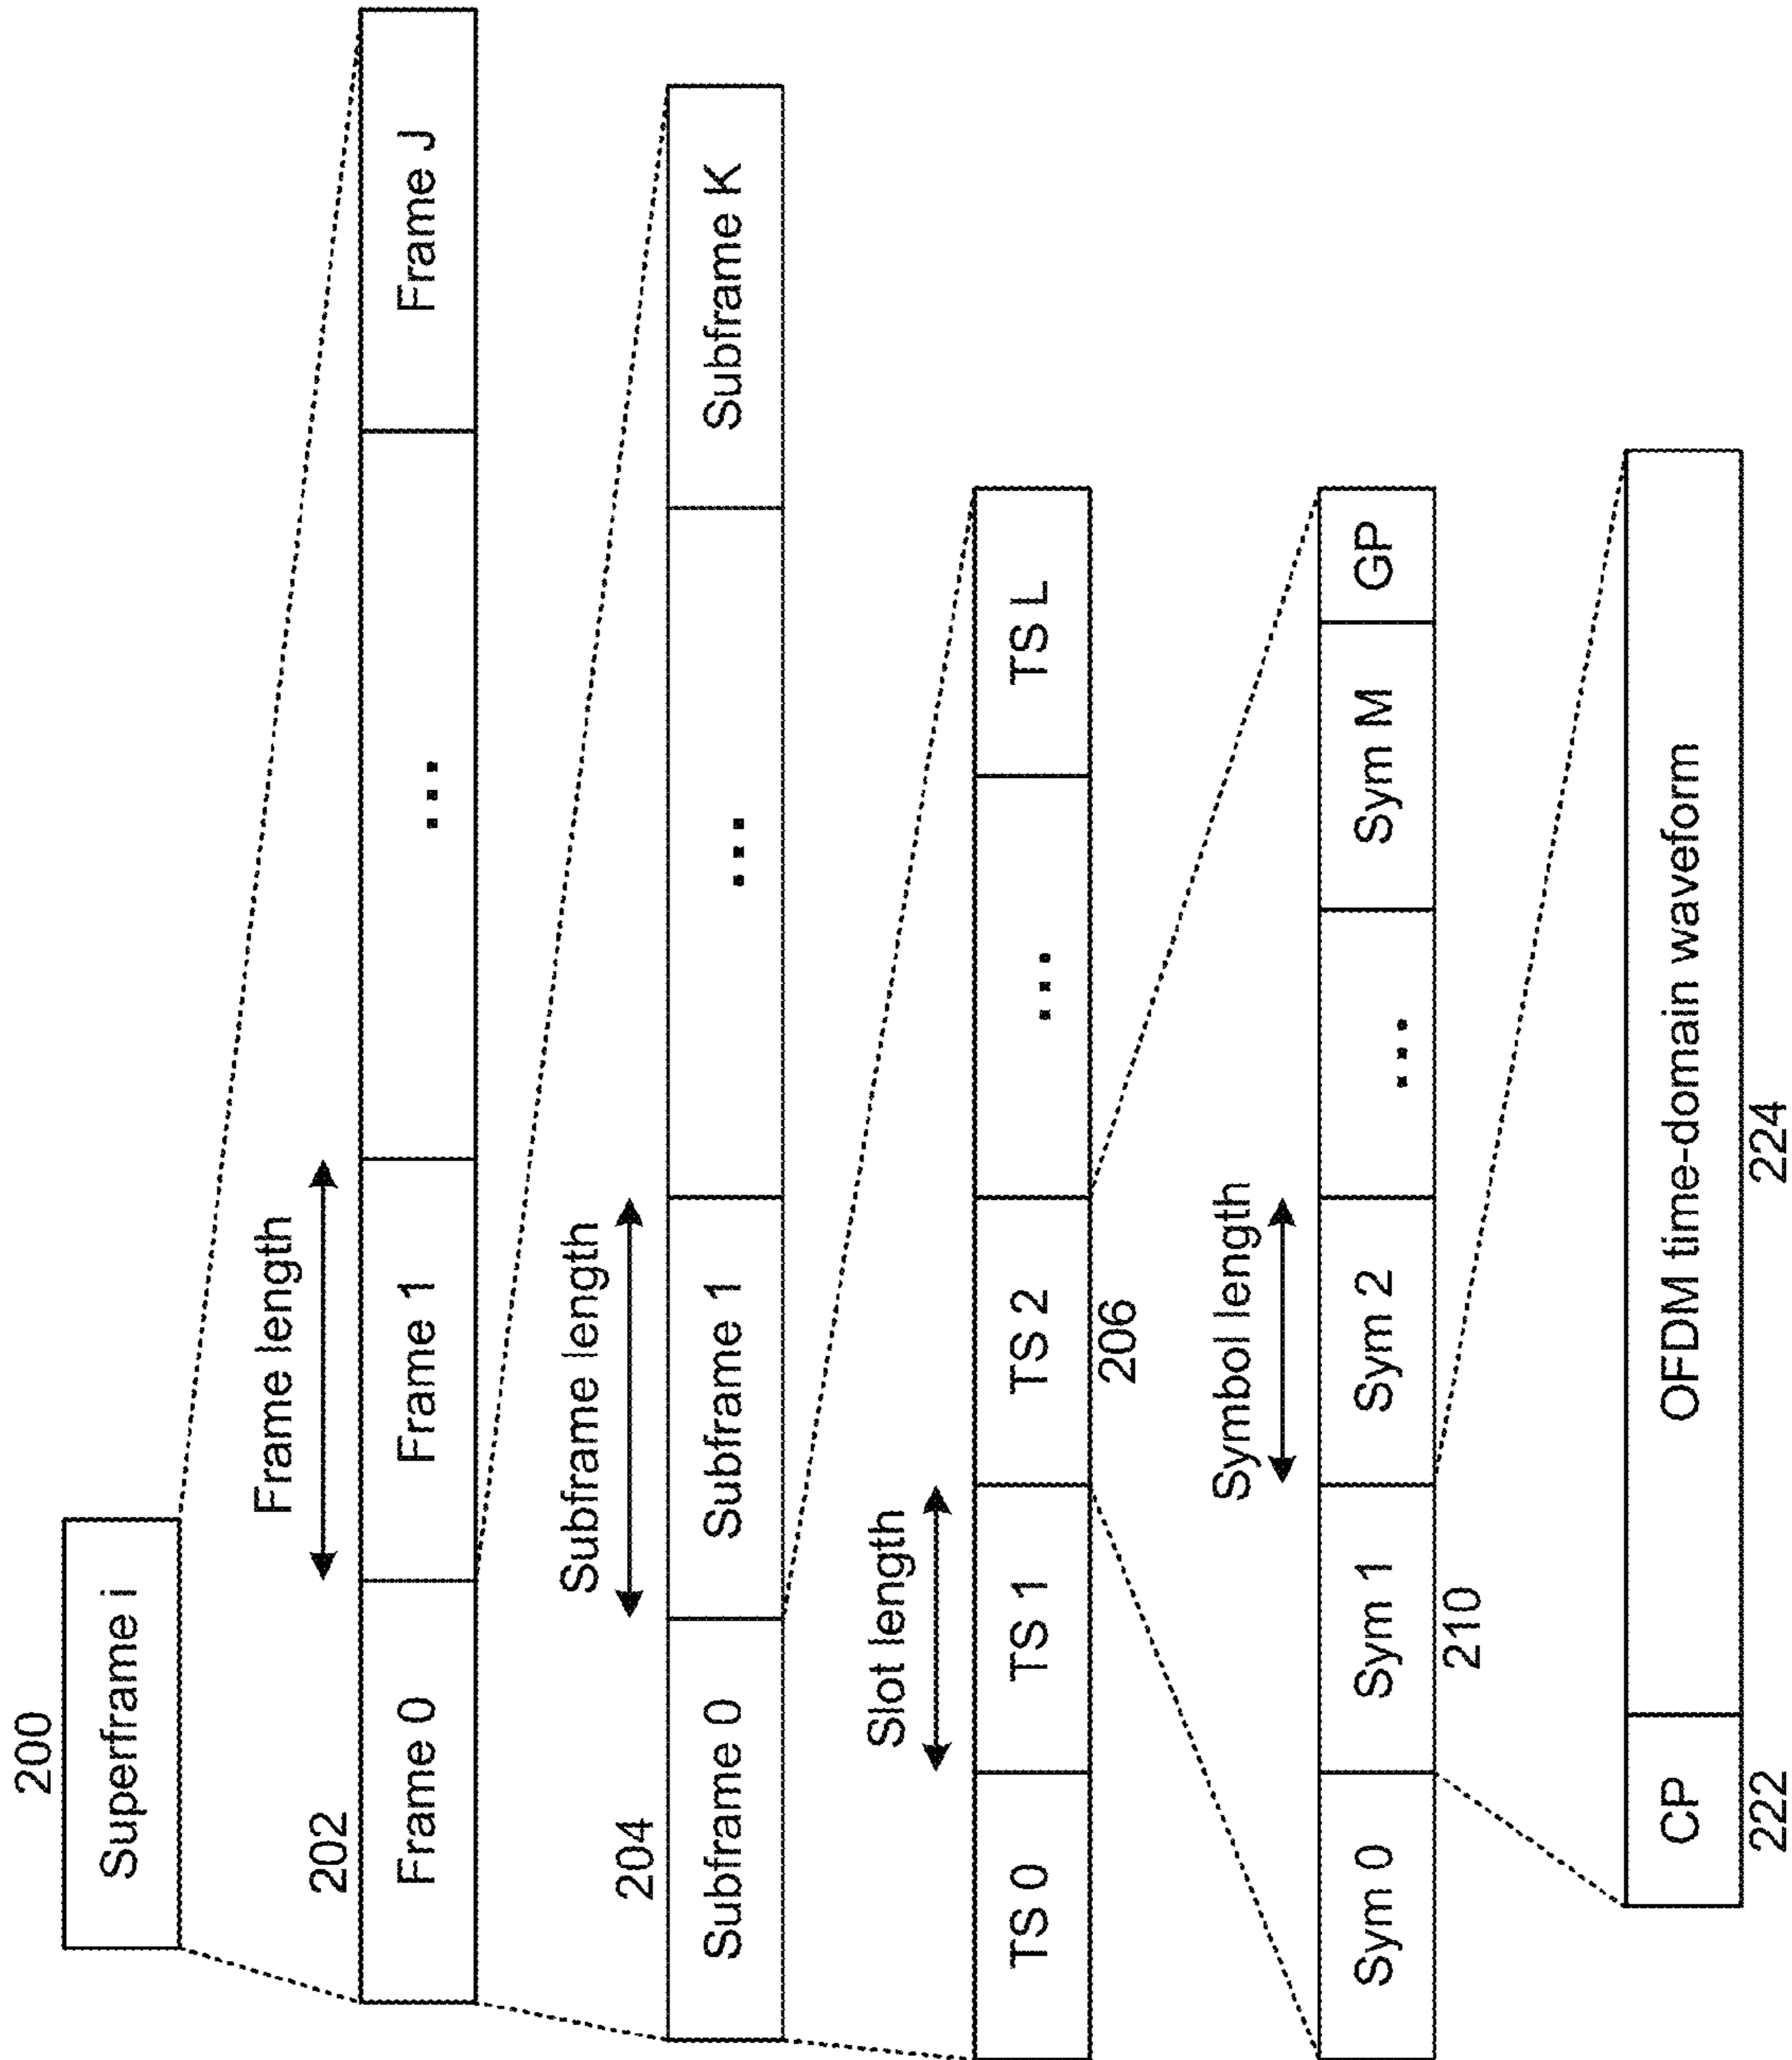 200
Superframe i
Frame length
202
Frame 0
Frame 1
...
Frame J
Subframe length
204
Subframe 0
Subframe 1
...
Subframe K
Slot length
TS 0
TS 1
TS 2
...
TS L
206
Symbol length
Sym 0
Sym 1
Sym 2
...
Sym M
GP
210
CP
OFDM time-domain waveform
222
224